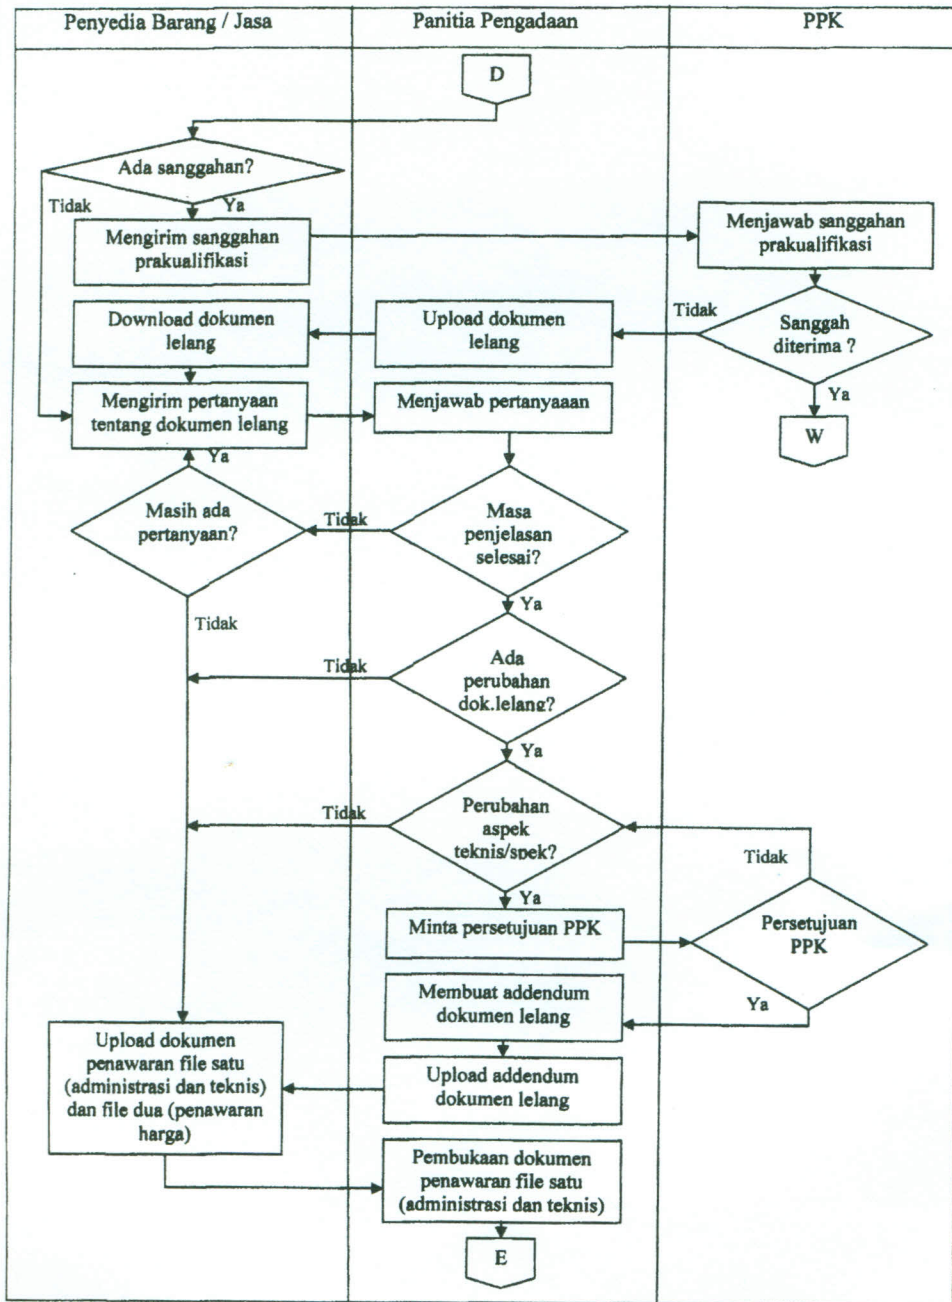 Penyedia Barang / Jasa
Panitia Pengadaan
PPK
D
Ada sanggahan?
Tidak
Ya
Mengirim sanggahan
prakualifikasi
Menjawab sanggahan
prakualifikasi
Download dokumen
lelang
Upload dokumen
lelang
Tidak
Sanggah
diterima ?
Ya
W
Mengirim pertanyaan
tentang dokumen lelang
Menjawab pertanyaaan
Ya
Masih ada
pertanyaan?
Tidak
Masa
penjelasan
selesai?
Ya
Tidak
Tidak
Ada
perubahan
dok.lelang?
Ya
Tidak
Perubahan
aspek
teknis/spek?
Tidak
Ya
Minta persetujuan PPK
Persetujuan
PPK
Ya
Membuat addendum
dokumen lelang
Upload dokumen
penawaran file satu
(administrasi dan teknis)
dan file dua (penawaran
harga)
Upload addendum
dokumen lelang
Pembukaan dokumen
penawaran file satu
(administrasi dan teknis)
E